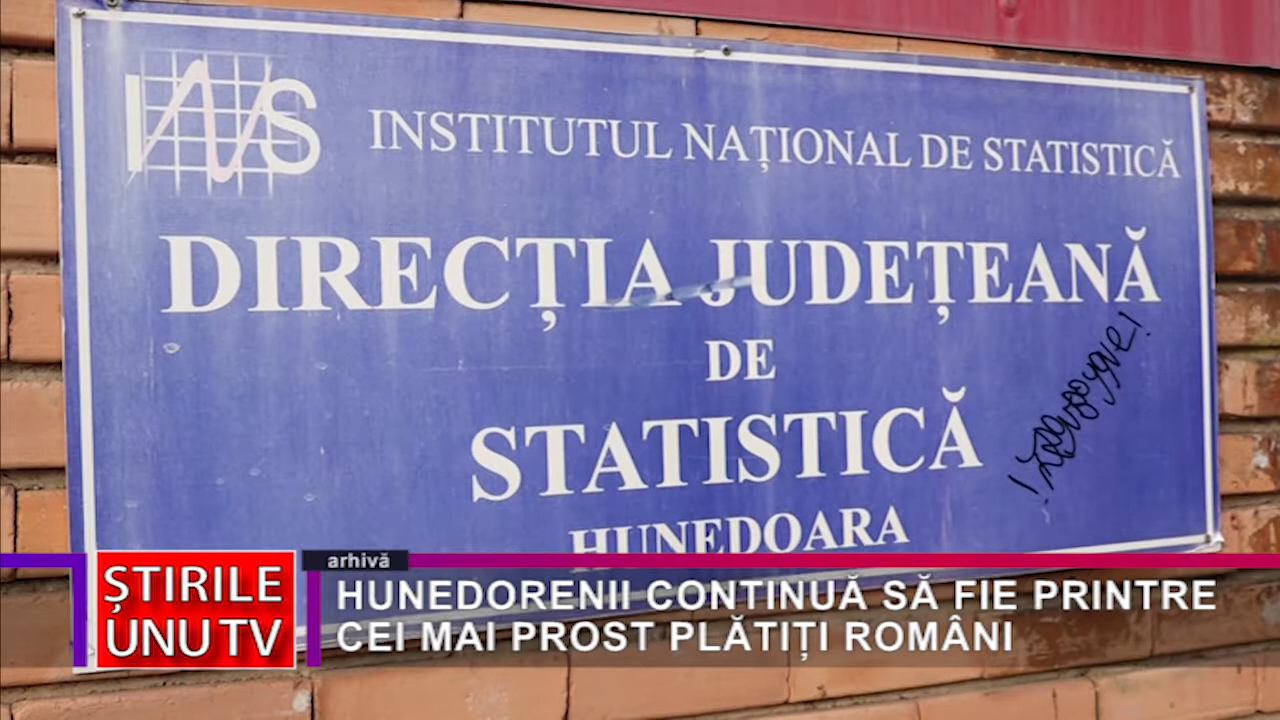 INS
INSTITUTUL NAȚIONAL DE STATISTICĂ
DIRECȚIA JUDEȚEANĂ
DE
STATISTICĂ
HUNEDOARA
arhivă
ȘTIRILE
UNU TV
HUNEDORENII CONTINUĂ SĂ FIE PRINTRE
CEI MAI PROST PLĂTIȚI ROMÂNI